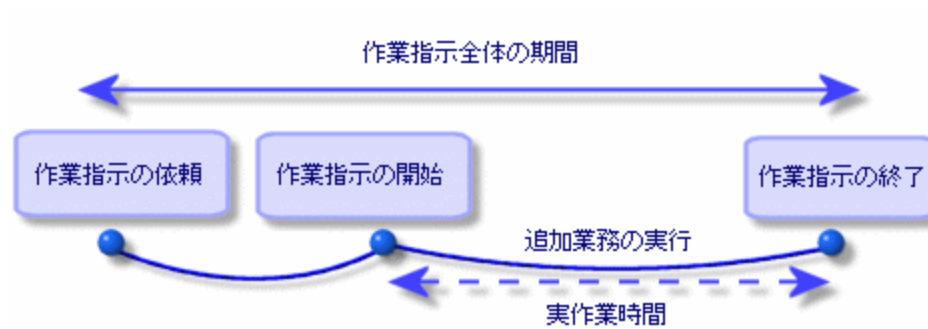 作業指示全体の期間
作業指示の依頼
作業指示の開始
作業指示の終了
追加業務の実行
実作業時間